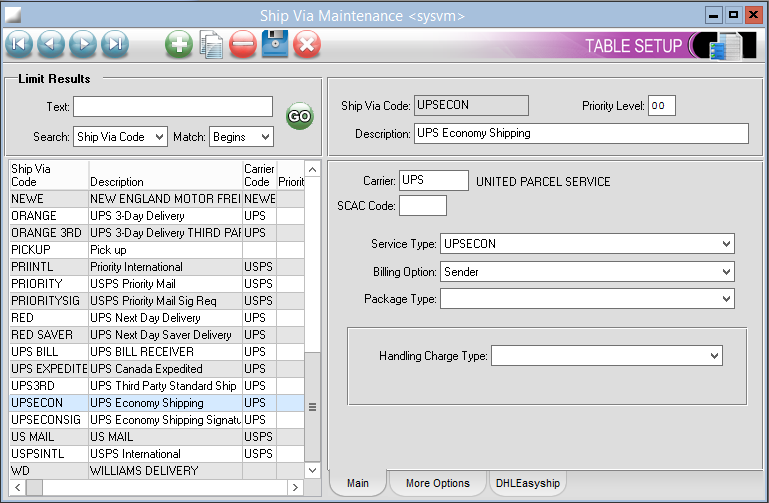 Ship Via Maintenance <sysvm>
TABLE SETUP
Limit Results
Text:
GO
Search: Ship Via Code Match: Begins
Ship Via Code Description Carrier Code Priorit
NEWE NEW ENGLAND MOTOR FREI NEWE
ORANGE UPS 3-Day Delivery UPS
ORANGE 3RD UPS 3-Day Delivery THIRD PAR UPS
PICKUP Pick up
PRIINTL Priority International USPS
PRIORITY USPS Priority Mail USPS
PRIORITYSIG USPS Priority Mail Sig Req USPS
RED UPS Next Day Delivery UPS
RED SAVER UPS Next Day Saver Delivery UPS
UPS BILL UPS BILL RECEIVER UPS
UPS EXPEDITE UPS Canada Expedited UPS
UPS3RD UPS Third Party Standard Ship UPS
UPSECON UPS Economy Shipping UPS
UPSECONSIG UPS Economy Shipping Signatu UPS
US MAIL US MAIL USPS
USPSINTL USPS International USPS
WD WILLIAMS DELIVERY
Ship Via Code: UPSECON Priority Level: 00
Description: UPS Economy Shipping
Carrier: UPS UNITED PARCEL SERVICE
SCAC Code:
Service Type: UPSECON
Billing Option: Sender
Package Type:
Handling Charge Type:
Main More Options DHLEasyship